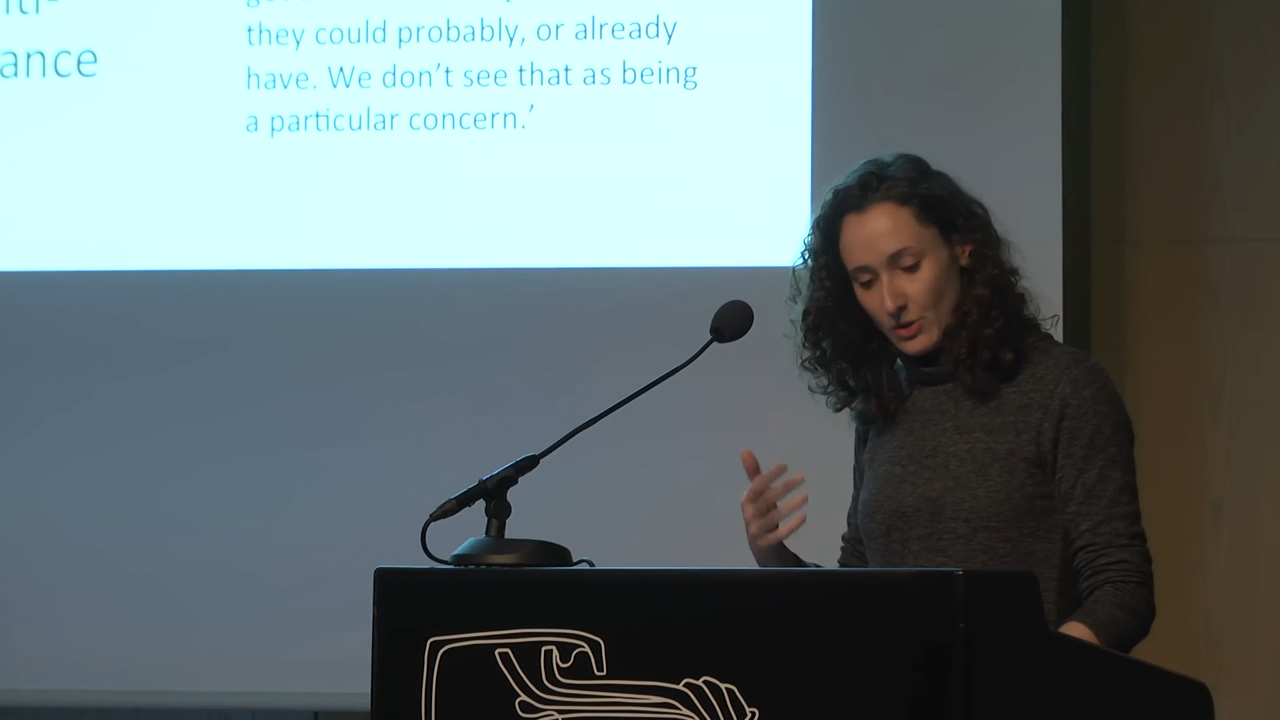 ance
they could probably, or already
have. We don't see that as being
a particular concern.'